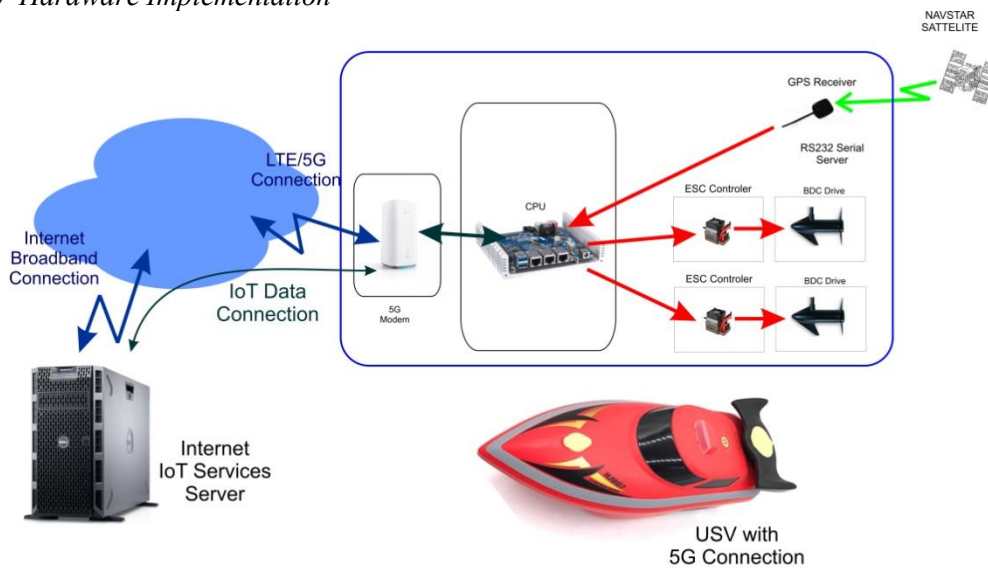 Hardware Implementation
NAVSTAR
SATTELITE
GPS Receiver
RS232 Serial
Server
LTE/5G
Connection
CPU
ESC Controler
BDC Drive
Internet
Broadband
Connection
IoT Data
Connection
5G
Modem
ESC Controler
BDC Drive
Internet
IoT Services
Server
USV with
5G Connection